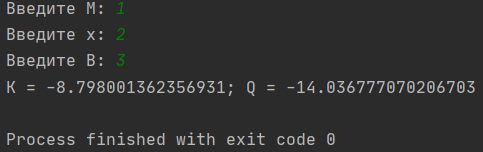 Введите M: 1
Введите x: 2
Введите B: 3
K = -8.798001362356931; Q = -14.036777070206703
Process finished with exit code 0